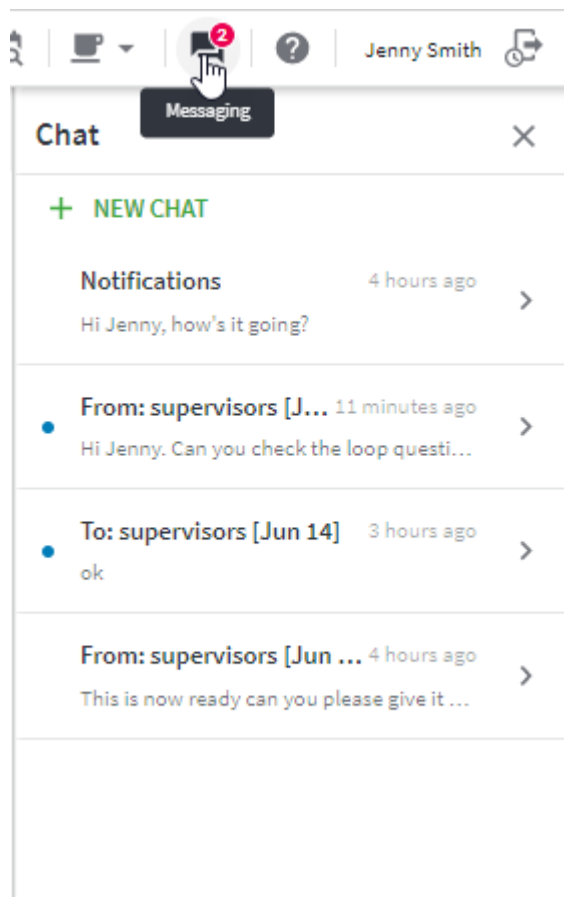 2
Jenny Smith
Messaging
Chat
+ NEW CHAT
Notifications 4 hours ago
Hi Jenny, how's it going?
From: supervisors [J... 11 minutes ago
Hi Jenny. Can you check the loop questi...
To: supervisors [Jun 14] 3 hours ago
ok
From: supervisors [Jun ... 4 hours ago
This is now ready can you please give it ...